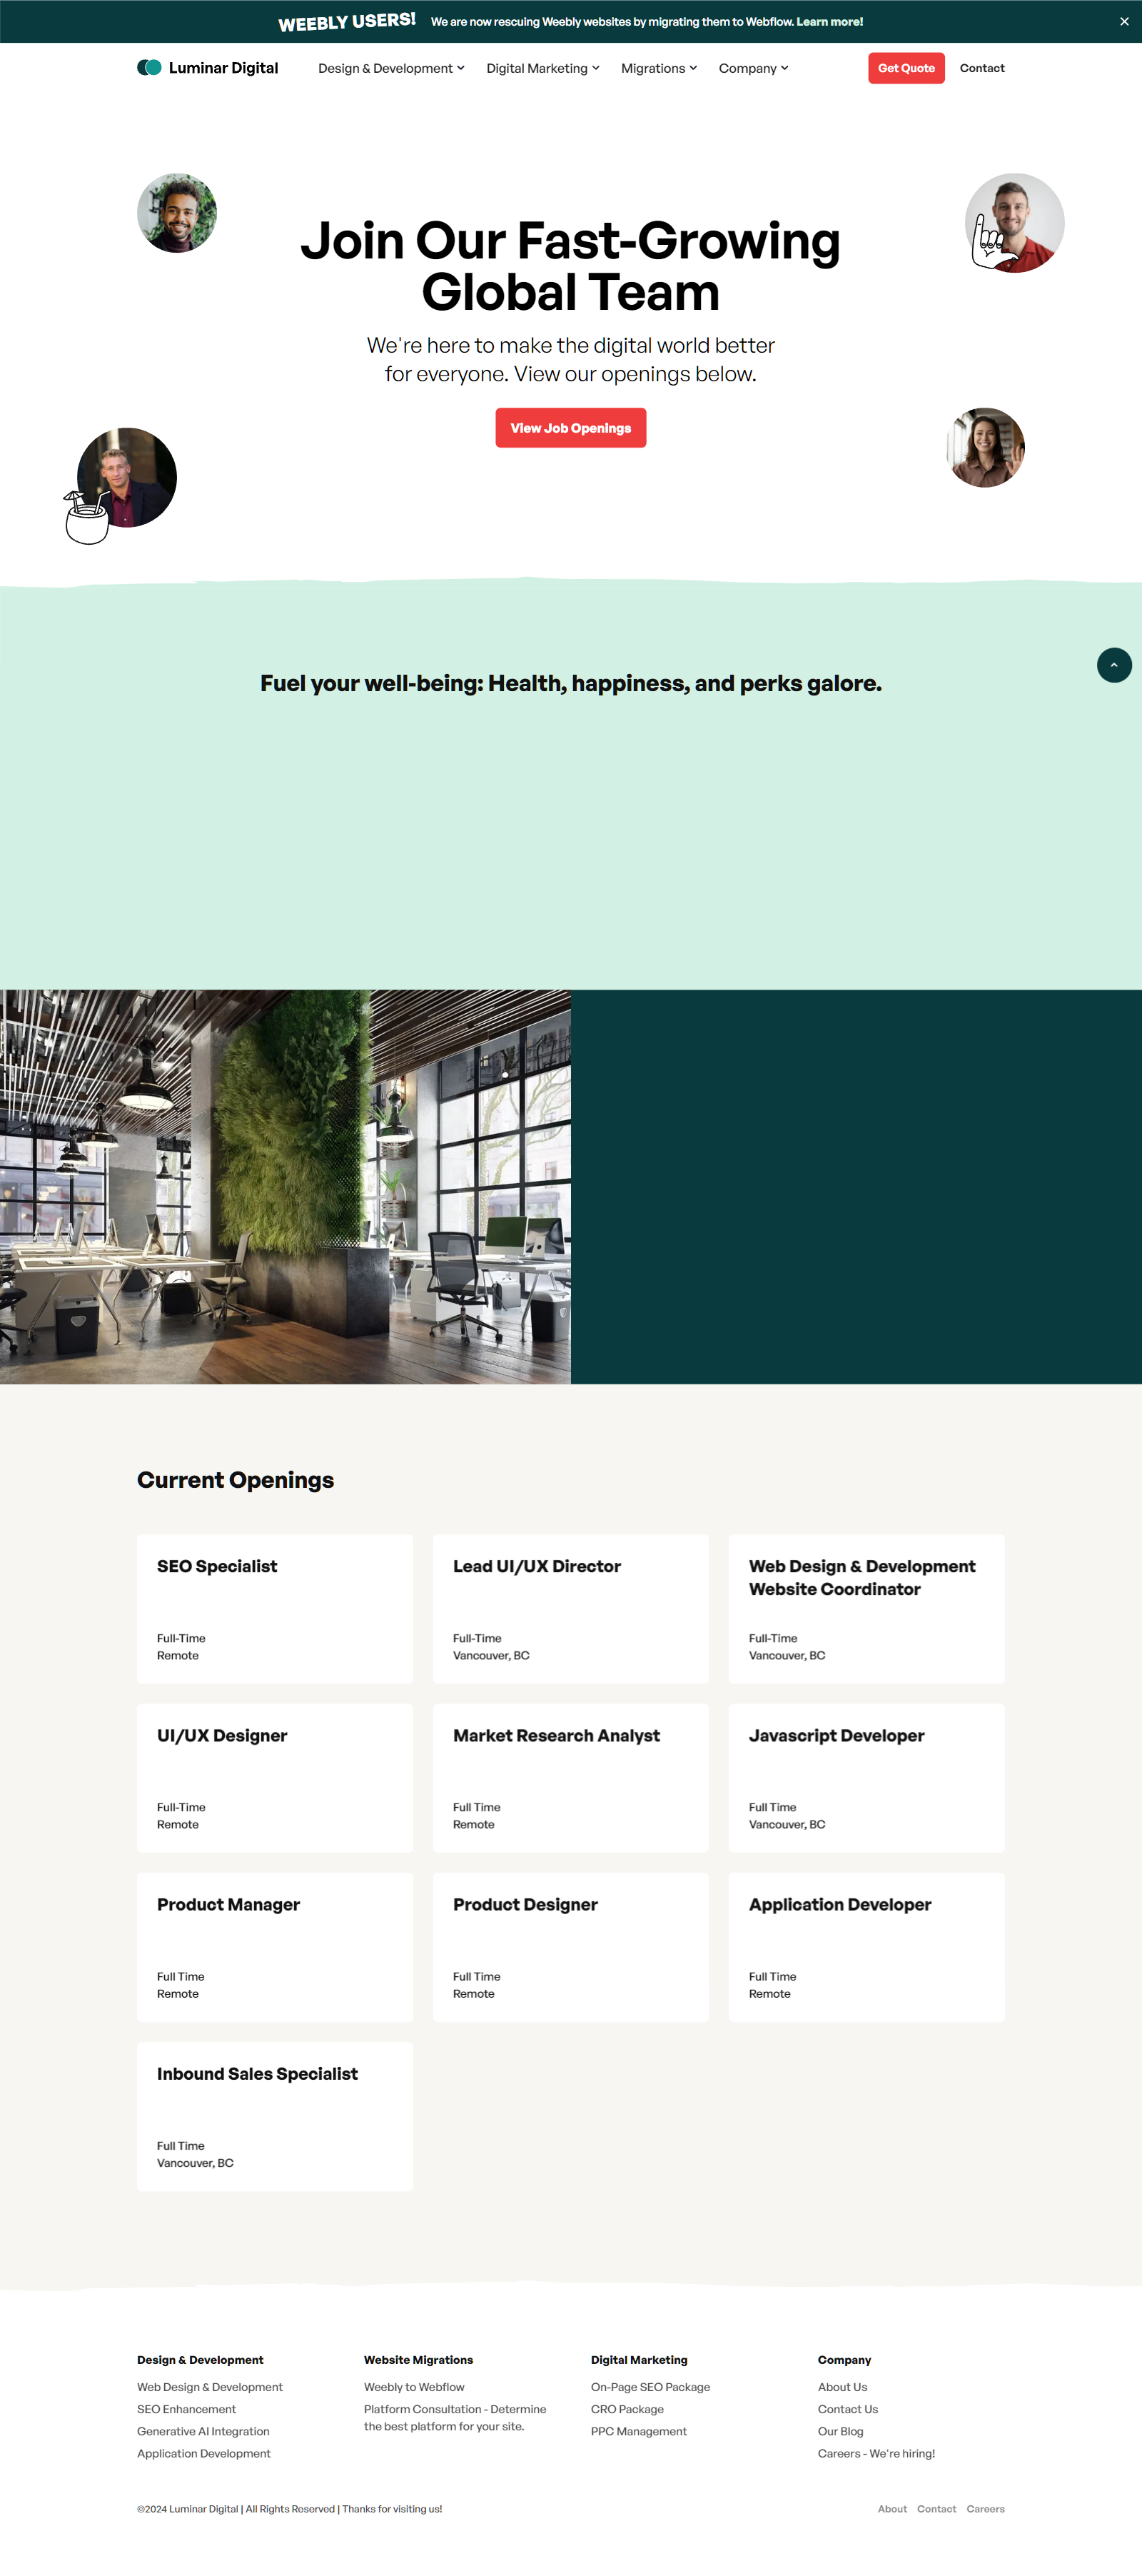 WEEBLY USERS! We are now rescuing Weebly websites by migrating them to Webflow. Learn more!
Luminar Digital
Design & Development
Digital Marketing
Migrations
Company
Get Quote
Contact
Join Our Fast-Growing
Global Team
We're here to make the digital world better
for everyone. View our openings below.
View Job Openings
Fuel your well-being: Health, happiness, and perks galore.
Current Openings
SEO Specialist
Full-Time
Remote
Lead UI/UX Director
Full-Time
Vancouver, BC
Web Design & Development
Website Coordinator
Full-Time
Vancouver, BC
UI/UX Designer
Full-Time
Remote
Market Research Analyst
Full Time
Remote
Javascript Developer
Full Time
Vancouver, BC
Product Manager
Full Time
Remote
Product Designer
Full Time
Remote
Application Developer
Full Time
Remote
Inbound Sales Specialist
Full Time
Vancouver, BC
Design & Development
Web Design & Development
SEO Enhancement
Generative AI Integration
Application Development
Website Migrations
Weebly to Webflow
Platform Consultation - Determine
the best platform for your site.
Digital Marketing
On-Page SEO Package
CRO Package
PPC Management
Company
About Us
Contact Us
Our Blog
Careers - We're hiring!
©2024 Luminar Digital | All Rights Reserved | Thanks for visiting us!
About
Contact
Careers